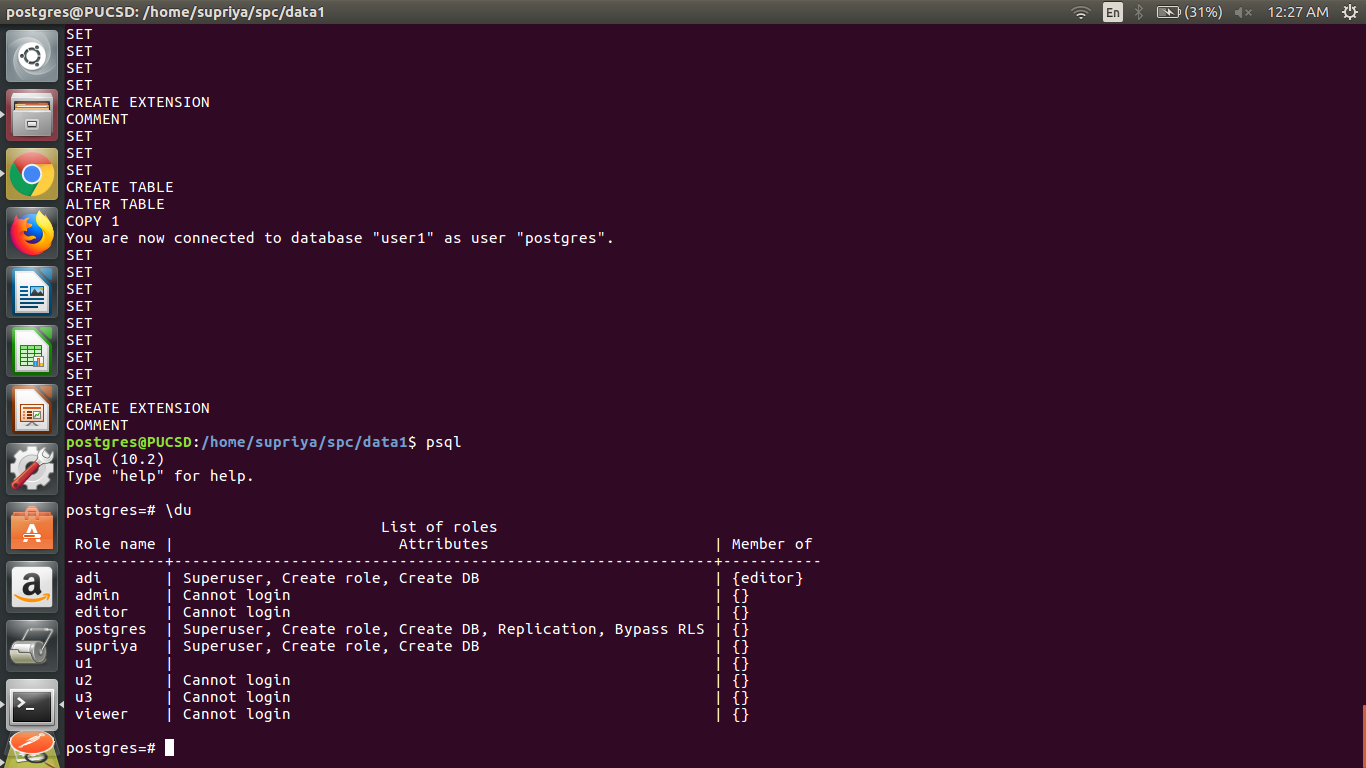 postgres@PUCSD: /home/supriya/spc/data1 En (31%) 12:27 AM
SET
SET
SET
SET
CREATE EXTENSION
COMMENT
SET
SET
SET
CREATE TABLE
ALTER TABLE
COPY 1
You are now connected to database "user1" as user "postgres".
SET
SET
SET
SET
SET
SET
SET
SET
SET
CREATE EXTENSION
COMMENT
postgres@PUCSD:/home/supriya/spc/data1$ psql
psql (10.2)
Type "help" for help.
postgres=# \du
List of roles
Role name | Attributes | Member of
-----------+------------------------------------------------------------+-----------
adi | Superuser, Create role, Create DB | {editor}
admin | Cannot login | {}
editor | Cannot login | {}
postgres | Superuser, Create role, Create DB, Replication, Bypass RLS | {}
supriya | Superuser, Create role, Create DB | {}
u1 | | {}
u2 | Cannot login | {}
u3 | Cannot login | {}
viewer | Cannot login | {}
postgres=#